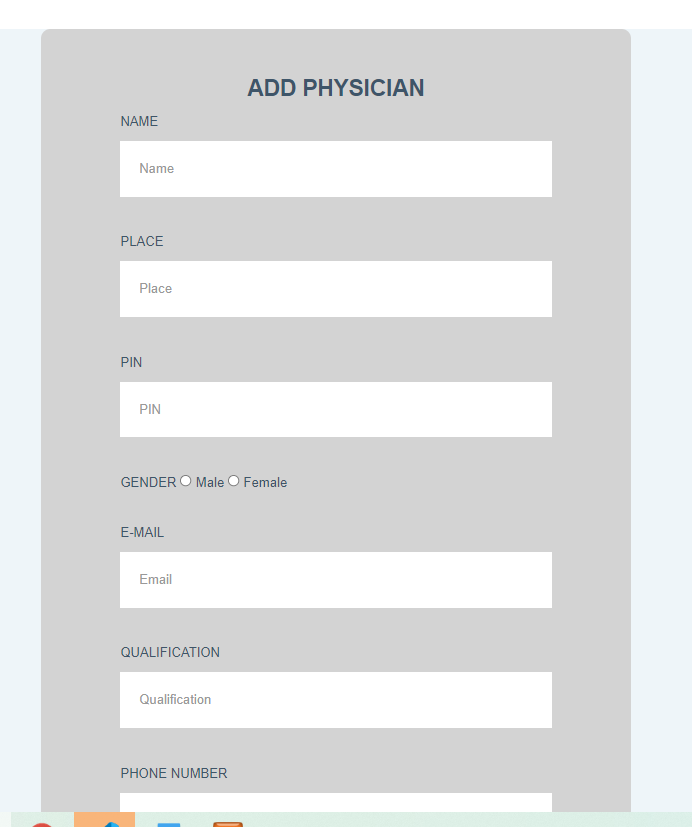 ADD PHYSICIAN
NAME
Name
PLACE
Place
PIN
PIN
GENDER Male Female
E-MAIL
Email
QUALIFICATION
Qualification
PHONE NUMBER